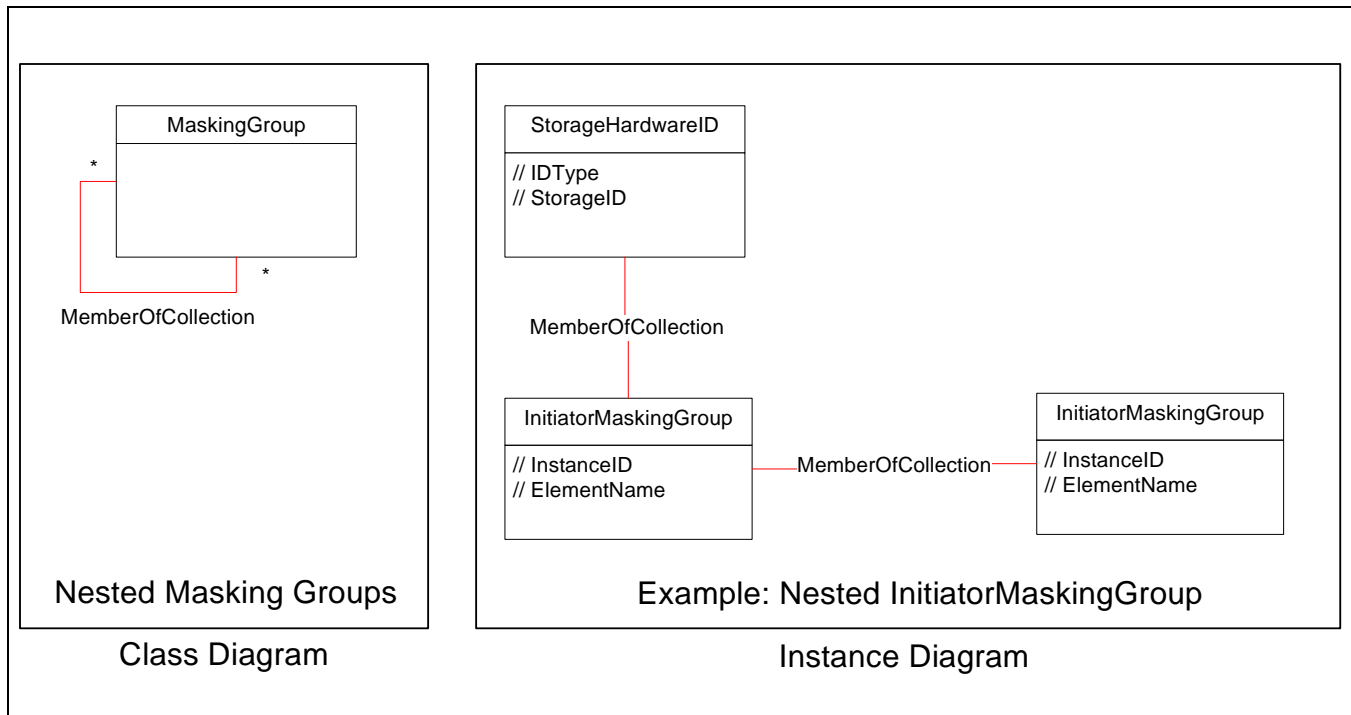 MaskingGroup
*
*
MemberOfCollection
Nested Masking Groups
Class Diagram
StorageHardwareID
// IDType
// StorageID
MemberOfCollection
InitiatorMaskingGroup
// InstanceID
// ElementName
MemberOfCollection
InitiatorMaskingGroup
// InstanceID
// ElementName
Example: Nested InitiatorMaskingGroup
Instance Diagram